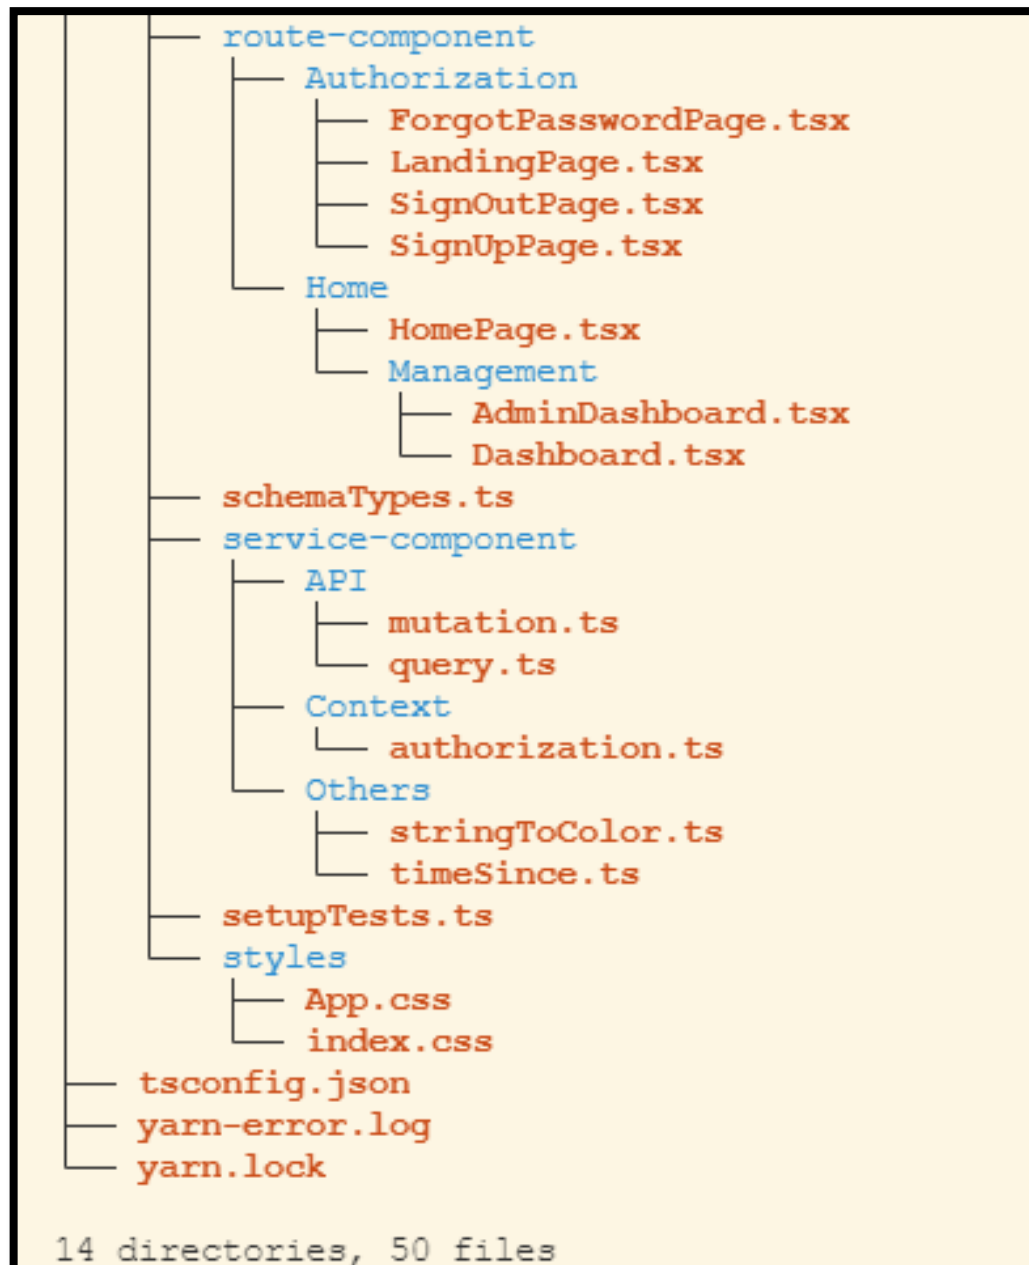 route-component
Authorization
ForgotPasswordPage.tsx
LandingPage.tsx
SignOutPage.tsx
SignUpPage.tsx
Home
HomePage.tsx
Management
AdminDashboard.tsx
Dashboard.tsx
schemaTypes.ts
service-component
API
mutation.ts
query.ts
Context
authorization.ts
Others
stringToColor.ts
timeSince.ts
setupTests.ts
styles
App.css
index.css
tsconfig.json
yarn-error.log
yarn.lock
14 directories, 50 files